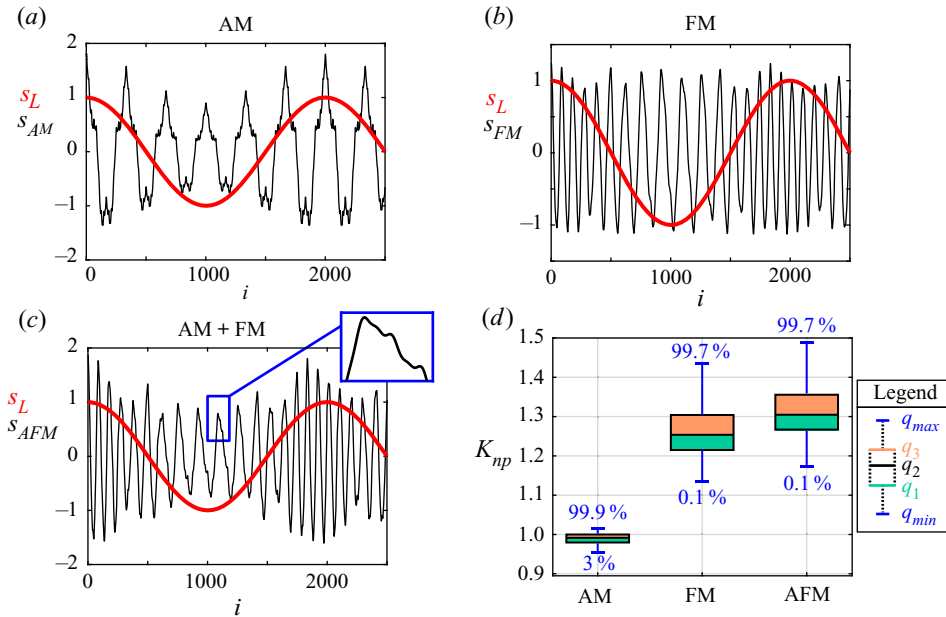 (a) AM
2
1
s_L
s_AM
0
−1
−2
0 1000 2000
i
(b) FM
1
s_L
s_FM
0
−1
0 1000 2000
i
(c) AM + FM
2
1
s_L
s_AFM
0
−1
−2
0 1000 2000
i
(d)
1.5
1.4
1.3
K_np
1.2
1.1
1.0
0.9
99.9 %
3 %
99.7 %
0.1 %
99.7 %
0.1 %
AM FM AFM
Legend
q_max
q_3
q_2
q_1
q_min